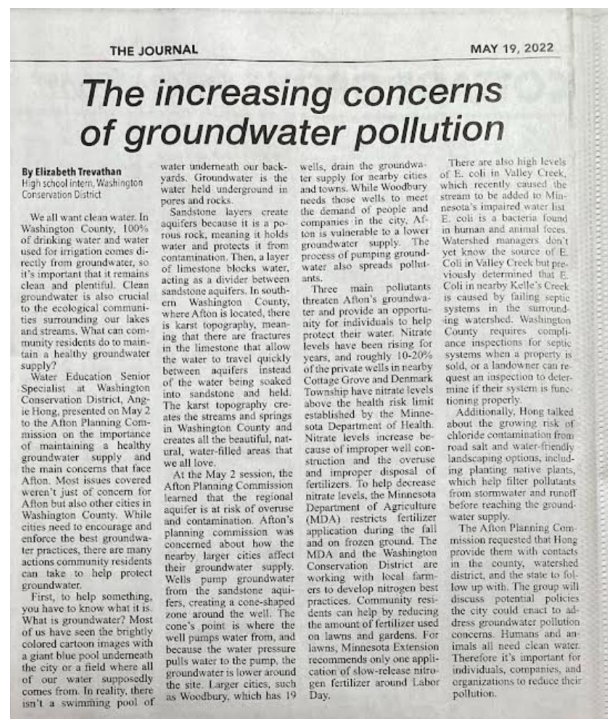 THE JOURNAL
MAY 19, 2022
The increasing concerns
of groundwater pollution
By Elizabeth Trevathan
High school intern, Washington
Conservation District
We all want clean water. In
Washington County, 100%
of drinking water and water
used for irrigation comes di-
rectly from groundwater, so
it's important that it remains
clean and plentiful. Clean
groundwater is also crucial
to the ecological communi-
ties surrounding our lakes
and streams. What can com-
munity residents do to main-
tain a healthy groundwater
supply?
Water Education Senior
Specialist at Washington
Conservation District, Ang-
ie Hong, presented on May 2
to the Afton Planning Com-
mission on the importance
of maintaining a healthy
groundwater supply and
the main concerns that face
Afton. Most issues covered
weren't just of concern for
Afton but also other cities in
Washington County. While
cities need to encourage and
enforce the best groundwa-
ter practices, there are many
actions community residents
can take to help protect
groundwater.
First, to help something,
you have to know what it is.
What is groundwater? Most
of us have seen the brightly
colored cartoon images with
a giant blue pool underneath
the city or a field where all
of our water supposedly
comes from. In reality, there
isn't a swimming pool of
water underneath our back-
yards. Groundwater is the
water held underground in
pores and rocks.
Sandstone layers create
aquifers because it is a po-
rous rock, meaning it holds
water and protects it from
contamination. Then, a layer
of limestone blocks water,
acting as a divider between
sandstone aquifers. In south-
ern Washington County,
where Afton is located, there
is karst topography, mean-
ing that there are fractures
in the limestone that allow
the water to travel quickly
between aquifers instead
of the water being soaked
into sandstone and held.
The karst topography cre-
ates the streams and springs
in Washington County and
creates all the beautiful, nat-
ural, water-filled areas that
we all love.
At the May 2 session, the
Afton Planning Commission
learned that the regional
aquifer is at risk of overuse
and contamination. Afton's
planning commission was
concerned about how the
nearby larger cities affect
their groundwater supply.
Wells pump groundwater
from the sandstone aqui-
fers, creating a cone-shaped
zone around the well. The
cone's point is where the
well pumps water from, and
because the water pressure
pulls water to the pump, the
groundwater is lower around
the site. Larger cities, such
as Woodbury, which has 19
wells, drain the groundwa-
ter supply for nearby cities
and towns. While Woodbury
needs those wells to meet
the demand of people and
companies in the city, Af-
ton is vulnerable to a lower
groundwater supply. The
process of pumping ground-
water also spreads pollut-
ants.
Three main pollutants
threaten Afton's groundwa-
ter and provide an opportu-
nity for individuals to help
protect their water. Nitrate
levels have been rising for
years, and roughly 10-20%
of the private wells in nearby
Cottage Grove and Denmark
Township have nitrate levels
above the health risk limit
established by the Minne-
sota Department of Health.
Nitrate levels increase be-
cause of improper well con-
struction and the overuse
and improper disposal of
fertilizers. To help decrease
nitrate levels, the Minnesota
Department of Agriculture
(MDA) restricts fertilizer
application during the fall
and on frozen ground. The
MDA and the Washington
Conservation District are
working with local farm-
ers to develop nitrogen best
practices. Community resi-
dents can help by reducing
the amount of fertilizer used
on lawns and gardens. For
lawns, Minnesota Extension
recommends only one appli-
cation of slow-release nitro-
gen fertilizer around Labor
Day.
There are also high levels
of E. coli in Valley Creek,
which recently caused the
stream to be added to Min-
nesota's impaired water list.
E. coli is a bacteria found
in human and animal feces.
Watershed managers don't
yet know the source of E.
Coli in Valley Creek but pre-
viously determined that E.
Coli in nearby Kelle's Creek
is caused by failing septic
systems in the surround-
ing watershed. Washington
County requires compli-
ance inspections for septic
systems when a property is
sold, or a landowner can re-
quest an inspection to deter-
mine if their system is func-
tioning properly.
Additionally, Hong talked
about the growing risk of
chloride contamination from
road salt and water-friendly
landscaping options, includ-
ing planting native plants,
which help filter pollutants
from stormwater and runoff
before reaching the ground-
water supply.
The Afton Planning Com-
mission requested that Hong
provide them with contacts
in the county, watershed
district, and the state to fol-
low up with. The group will
discuss potential policies
the city could enact to ad-
dress groundwater pollution
concerns. Humans and an-
imals all need clean water.
Therefore it's important for
individuals, companies, and
organizations to reduce their
pollution.